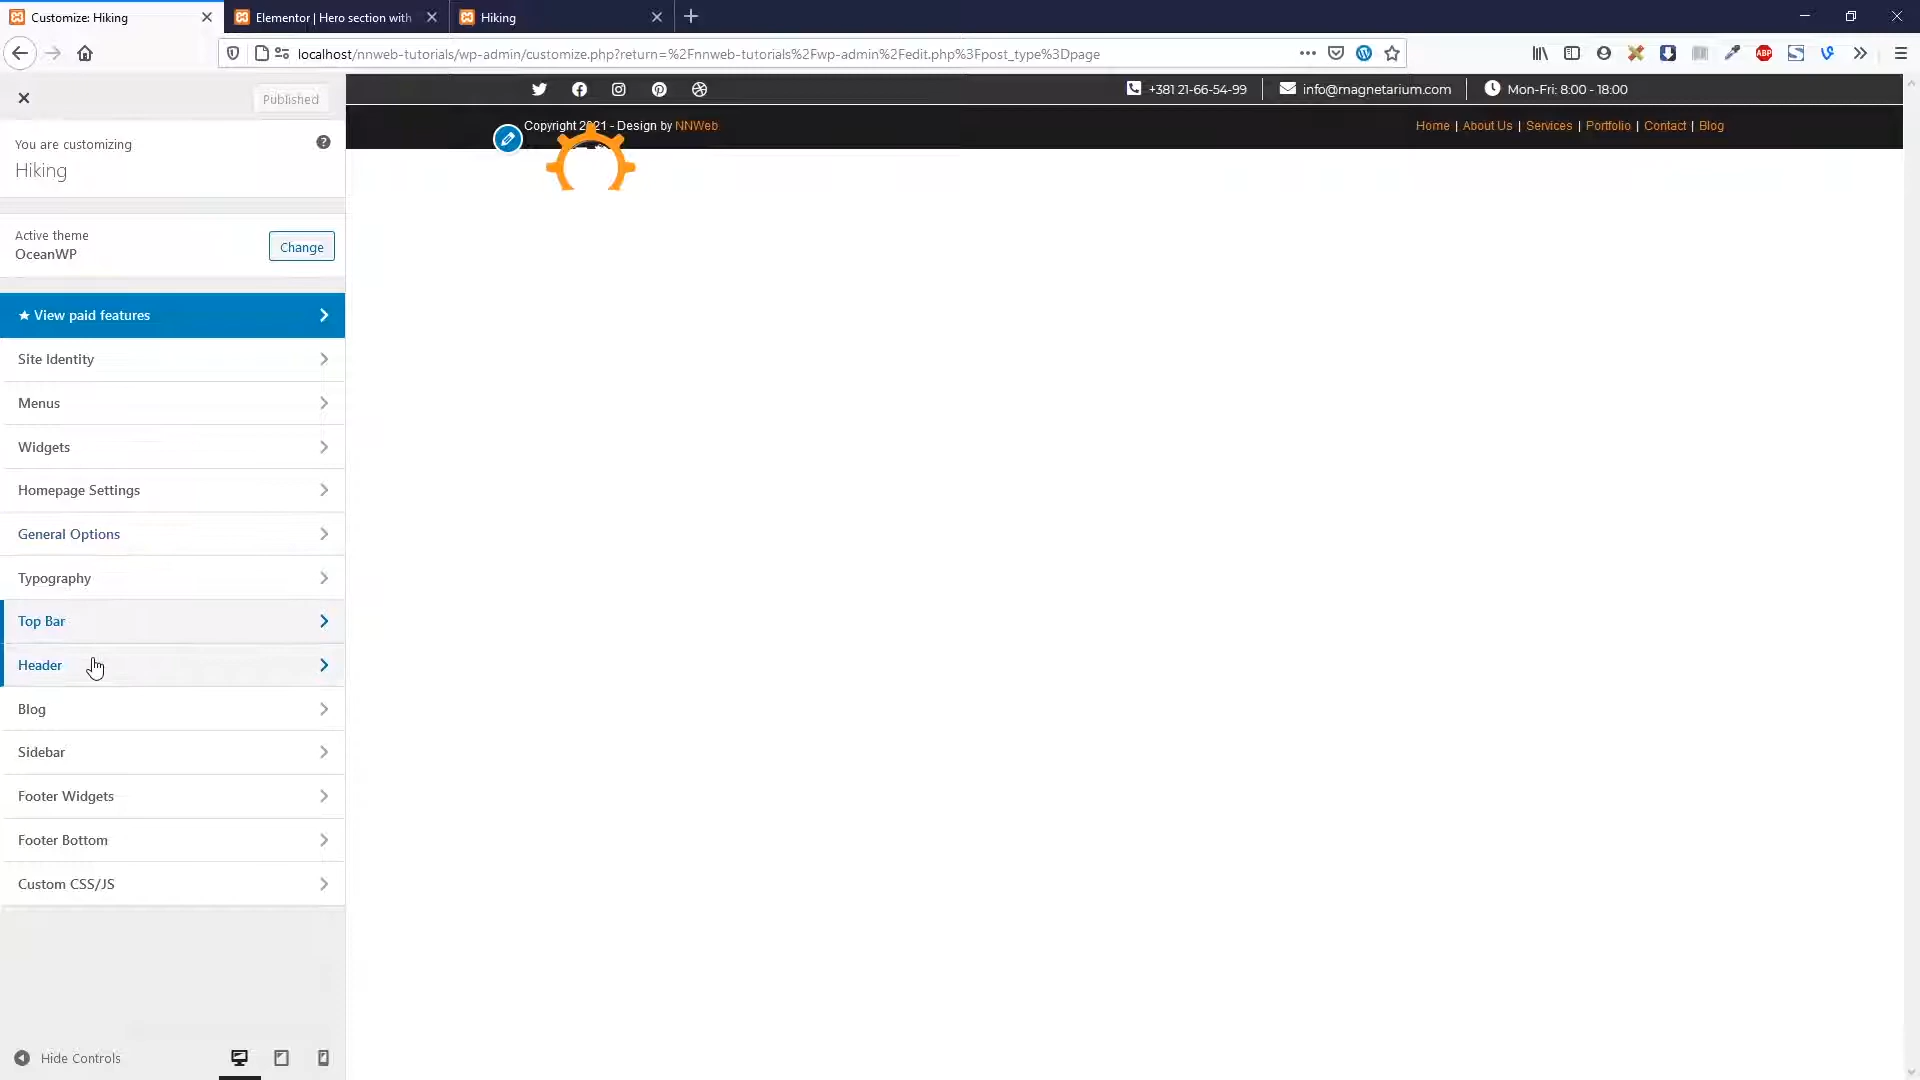 Customize: Hiking
Elementor | Hero section with
Hiking
localhost/nnweb-tutorials/wp-admin/customize.php?return=%2Fnnweb-tutorials%2Fwp-admin%2Fedit.php%3Fpost_type%3Dpage
ABP
Published
+381 21-66-54-99
info@magnetarium.com
Mon-Fri: 8:00 - 18:00
Copyright 2021 - Design by NNWeb
Home | About Us | Services | Portfolio | Contact | Blog
You are customizing
Hiking
Active theme
OceanWP
Change
★ View paid features
Site Identity
Menus
Widgets
Homepage Settings
General Options
Typography
Top Bar
Header
Blog
Sidebar
Footer Widgets
Footer Bottom
Custom CSS/JS
Hide Controls